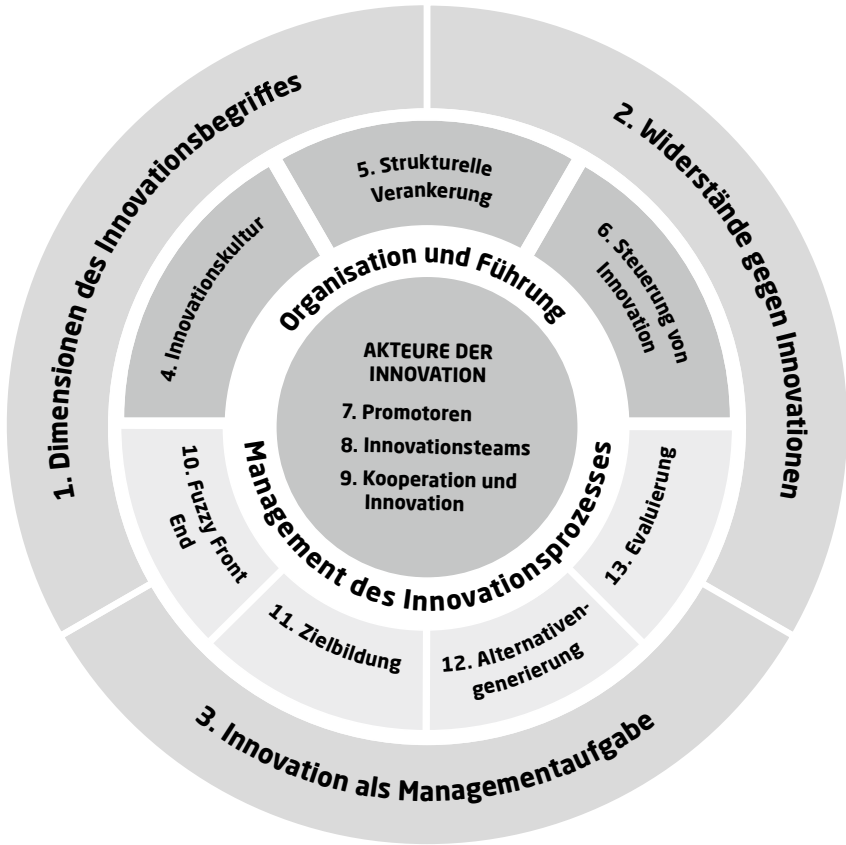 1. Dimensionen des Innovationsbegriffes
2. Widerstände gegen Innovationen
3. Innovation als Managementaufgabe
4. Innovationskultur
5. Strukturelle
Verankerung
6. Steuerung von
Innovation
Organisation und Führung
AKTEURE DER
INNOVATION
7. Promotoren
8. Innovationsteams
9. Kooperation und
Innovation
Management des Innovationsprozesses
10. Fuzzy Front
End
11. Zielbildung
12. Alternativen-
generierung
13. Evaluierung